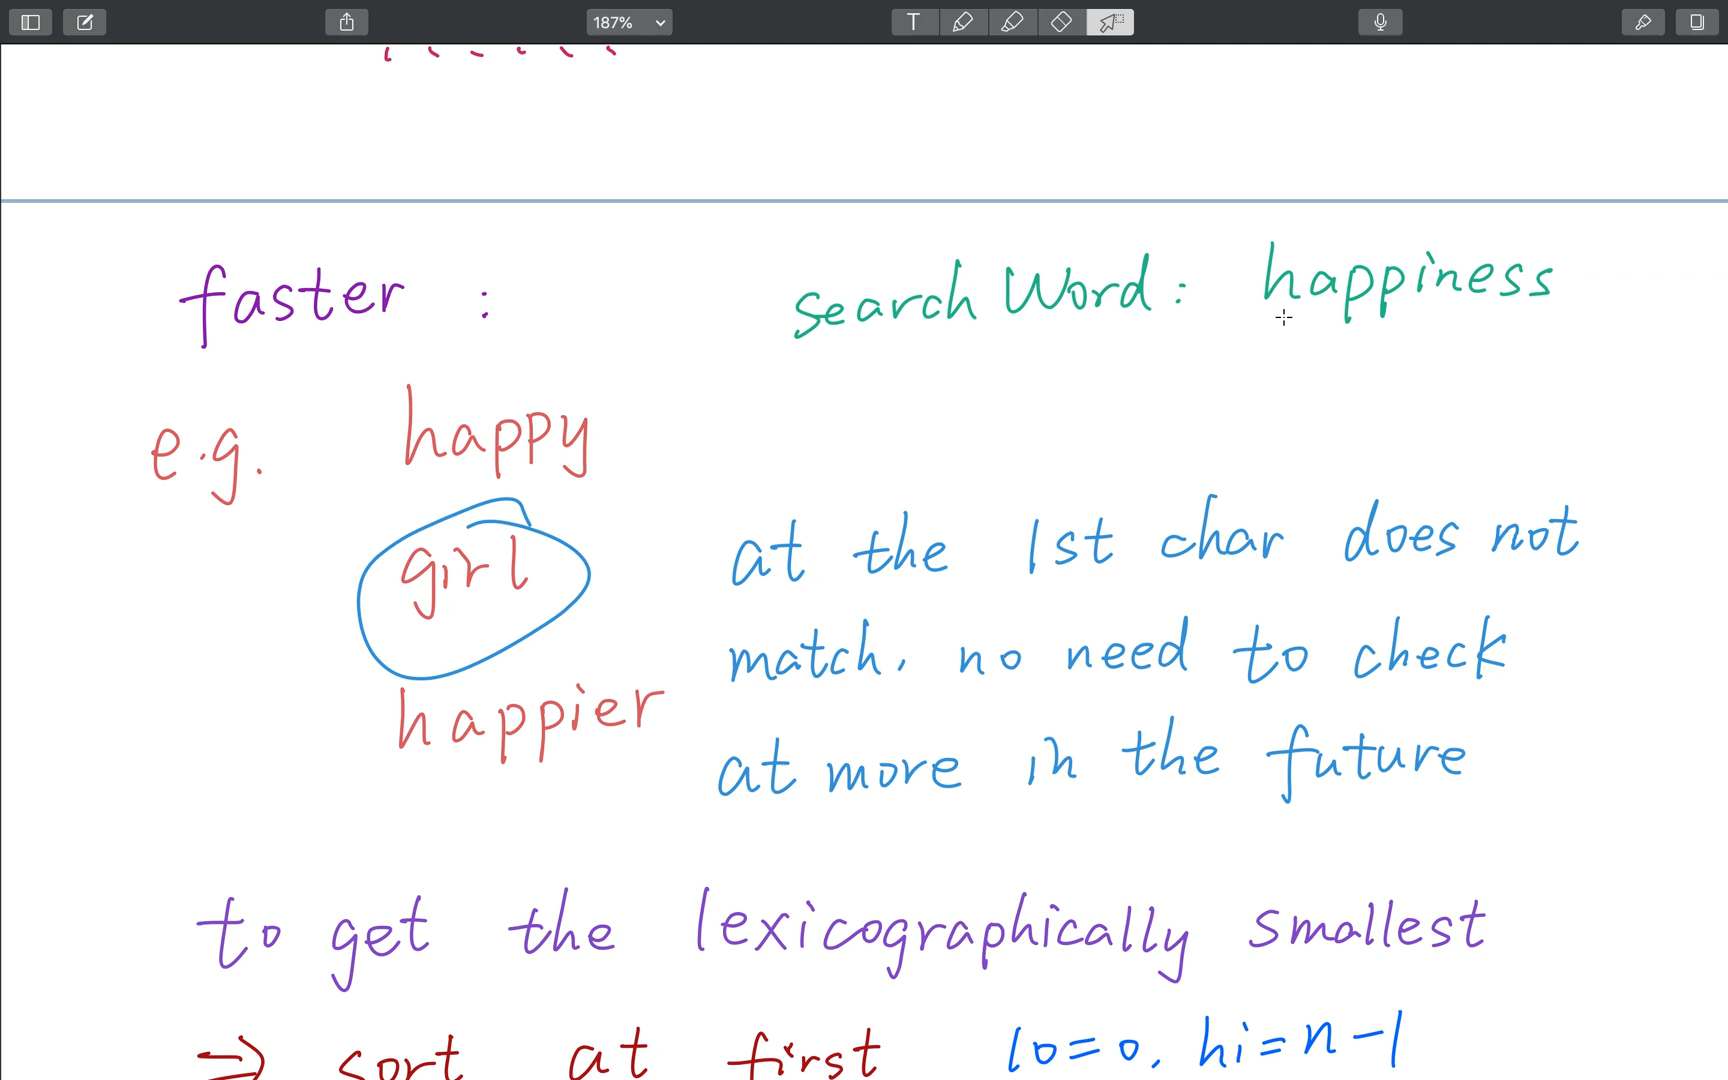 187%
T
faster : search Word: happiness
e.g. happy
girl
happier
at the 1st char does not
match, no need to check
at more in the future
to get the lexicographically smallest
⇒ sort at first lo=0, hi=n-1